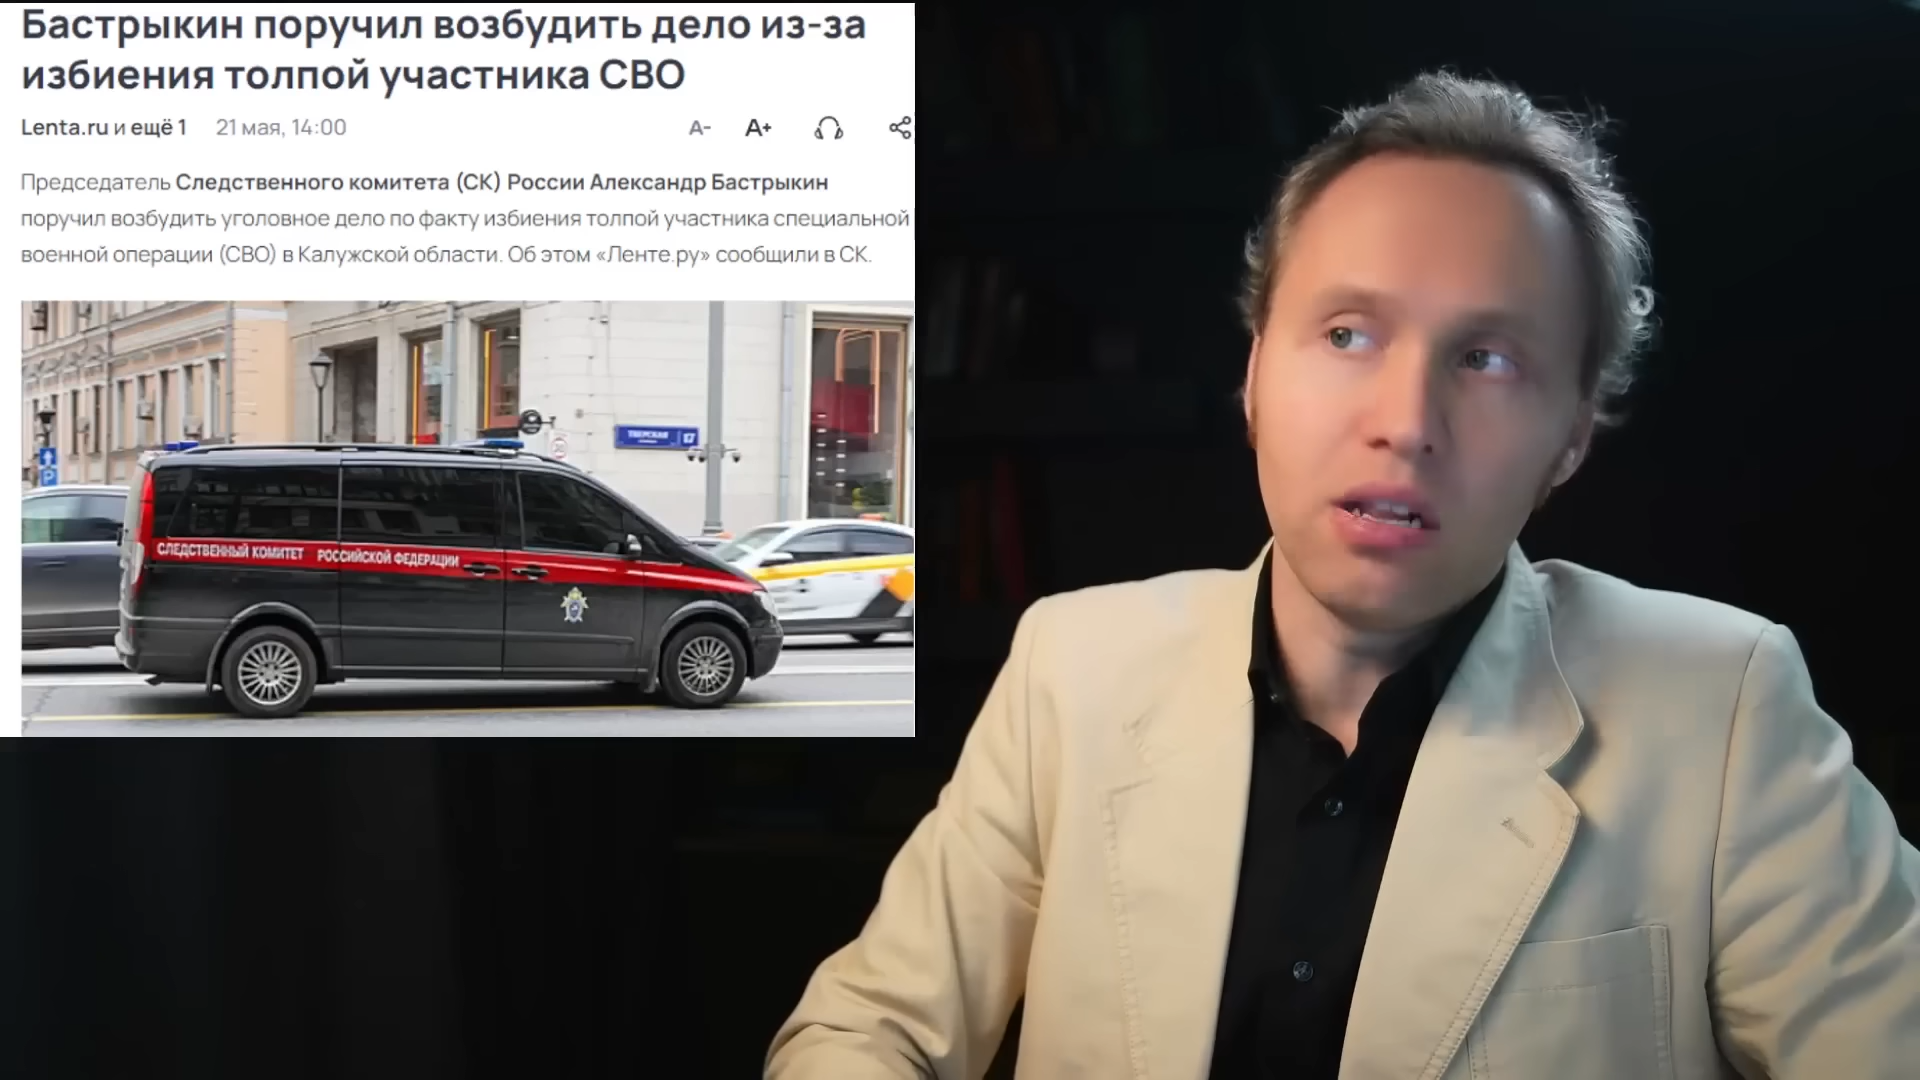 Бастрыкин поручил возбудить дело из-за
избиения толпой участника СВО
Lenta.ru и ещё 1 21 мая, 14:00 A- A+
Председатель Следственного комитета (СК) России Александр Бастрыкин
поручил возбудить уголовное дело по факту избиения толпой участника специальной
военной операции (СВО) в Калужской области. Об этом «Ленте.ру» сообщили в СК.
ТВЕРСКАЯ 17
P
СЛЕДСТВЕННЫЙ КОМИТЕТ РОССИЙСКОЙ ФЕДЕРАЦИИ